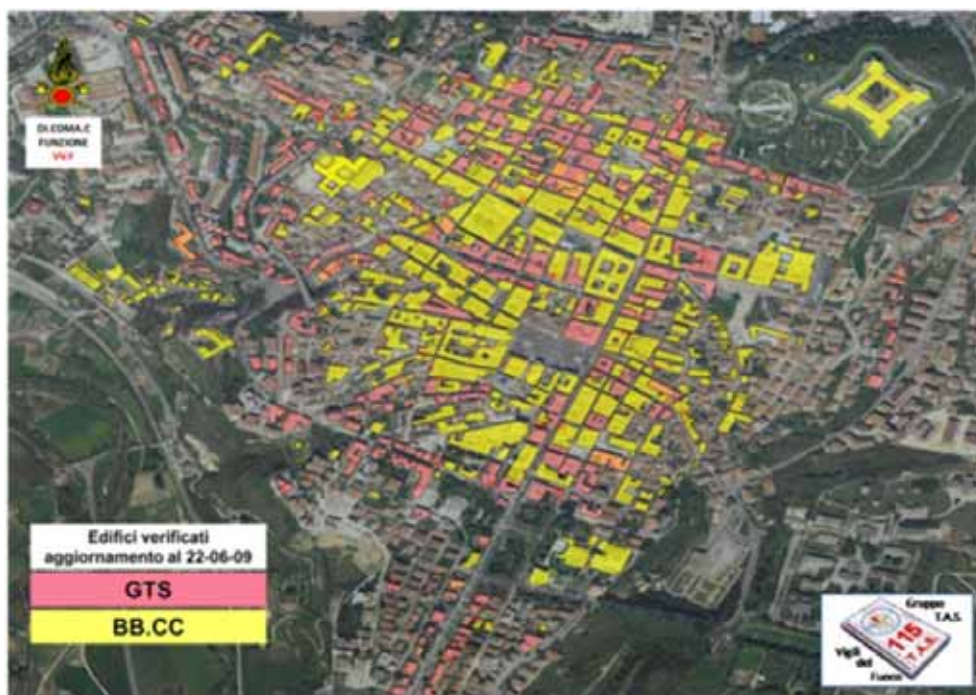 DI.COMA.C
FUNZIONE
VV.F
Edifici verificati
aggiornamento al 22-06-09
GTS
BB.CC
Gruppo
T.A.S.
115
T.A.S.
Vigili
del
Fuoco